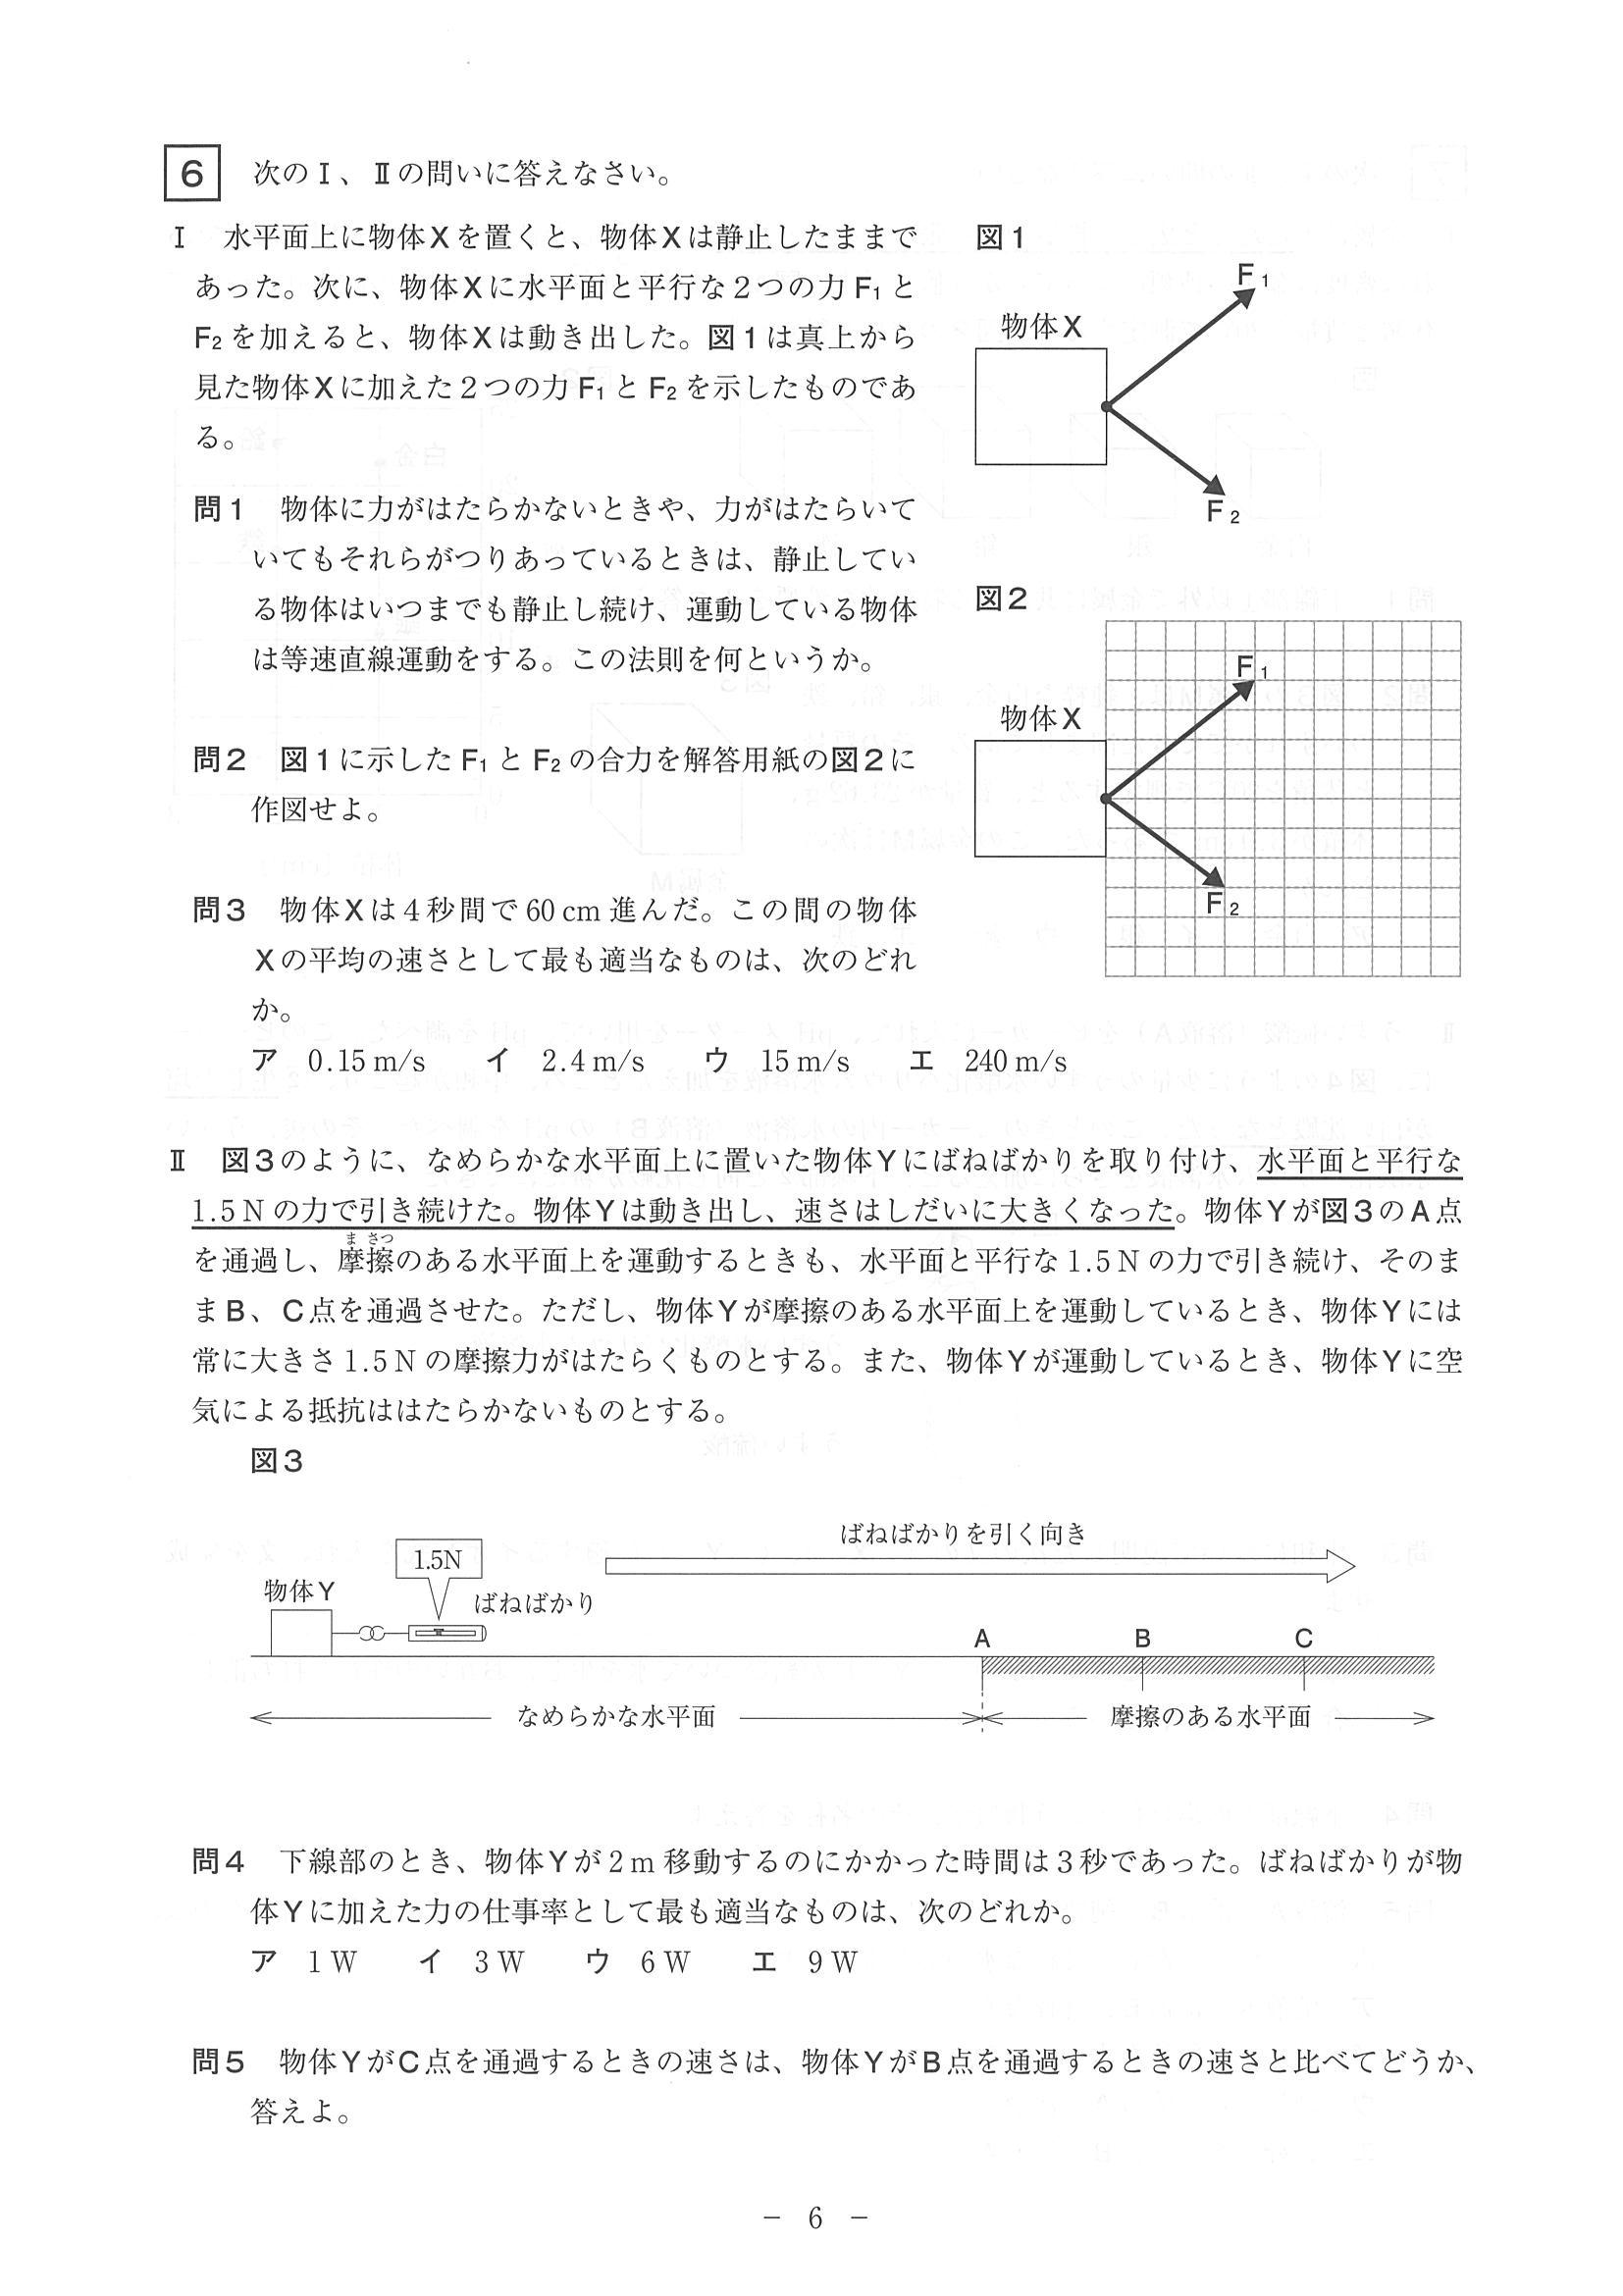 6 次のⅠ、Ⅱの問いに答えなさい。
Ⅰ 水平面上に物体Xを置くと、物体Xは静止したままで
あった。次に、物体Xに水平面と平行な2つの力F₁と
F₂を加えると、物体Xは動き出した。図1は真上から
見た物体Xに加えた2つの力F₁とF₂を示したものであ
る。
図1
F₁
物体X
F₂
問1 物体に力がはたらかないときや、力がはたらいて
いてもそれらがつりあっているときは、静止してい
る物体はいつまでも静止し続け、運動している物体
は等速直線運動をする。この法則を何というか。
問2 図1に示したF₁とF₂の合力を解答用紙の図2に
作図せよ。
図2
F₁
物体X
F₂
問3 物体Xは4秒間で60 cm進んだ。この間の物体
Xの平均の速さとして最も適当なものは、次のどれ
か。
ア 0.15 m/s イ 2.4 m/s ウ 15 m/s エ 240 m/s
Ⅱ 図3のように、なめらかな水平面上に置いた物体Yにばねばかりを取り付け、水平面と平行な
1.5 Nの力で引き続けた。物体Yは動き出し、速さはしだいに大きくなった。物体Yが図3のA点
ま さつ
を通過し、摩擦のある水平面上を運動するときも、水平面と平行な1.5 Nの力で引き続け、そのま
まB、C点を通過させた。ただし、物体Yが摩擦のある水平面上を運動しているとき、物体Yには
常に大きさ1.5 Nの摩擦力がはたらくものとする。また、物体Yが運動しているとき、物体Yに空
気による抵抗ははたらかないものとする。
図3
ばねばかりを引く向き
1.5N
物体Y
ばねばかり
A B C
なめらかな水平面 摩擦のある水平面
問4 下線部のとき、物体Yが2 m移動するのにかかった時間は3秒であった。ばねばかりが物
体Yに加えた力の仕事率として最も適当なものは、次のどれか。
ア 1 W イ 3 W ウ 6 W エ 9 W
問5 物体YがC点を通過するときの速さは、物体YがB点を通過するときの速さと比べてどうか、
答えよ。
－ 6 －